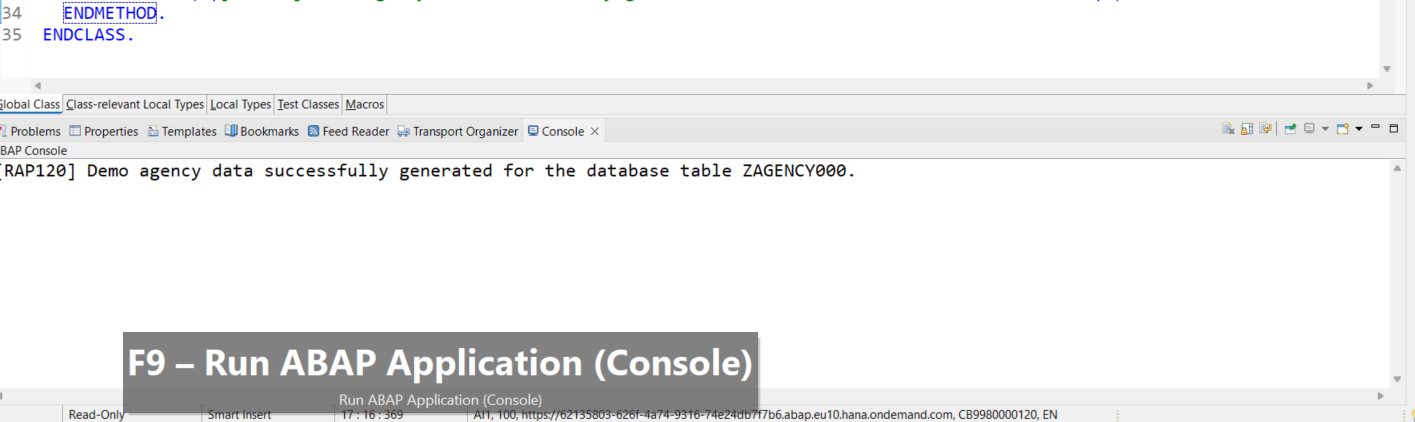 34 ENDMETHOD.
35 ENDCLASS.
Global Class Class-relevant Local Types Local Types Test Classes Macros
Problems Properties Templates Bookmarks Feed Reader Transport Organizer Console
BAP Console
[RAP120] Demo agency data successfully generated for the database table ZAGENCY000.
F9 – Run ABAP Application (Console)
Run ABAP Application (Console)
Read-Only Smart Insert 17 : 16 : 369 AI1, 100, https://62135803-626f-4a74-9316-74e24db7f7b6.abap.eu10.hana.ondemand.com, CB9980000120, EN